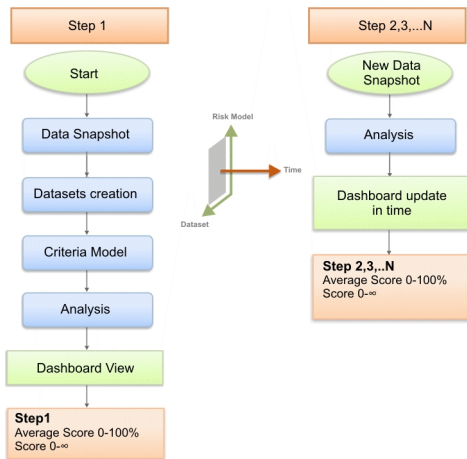 Step 1
Start
Data Snapshot
Datasets creation
Criteria Model
Analysis
Dashboard View
Step1
Average Score 0-100%
Score 0-∞
Risk Model
Time
Dataset
Step 2,3,...N
New Data
Snapshot
Analysis
Dashboard update
in time
Step 2,3,..N
Average Score 0-100%
Score 0-∞